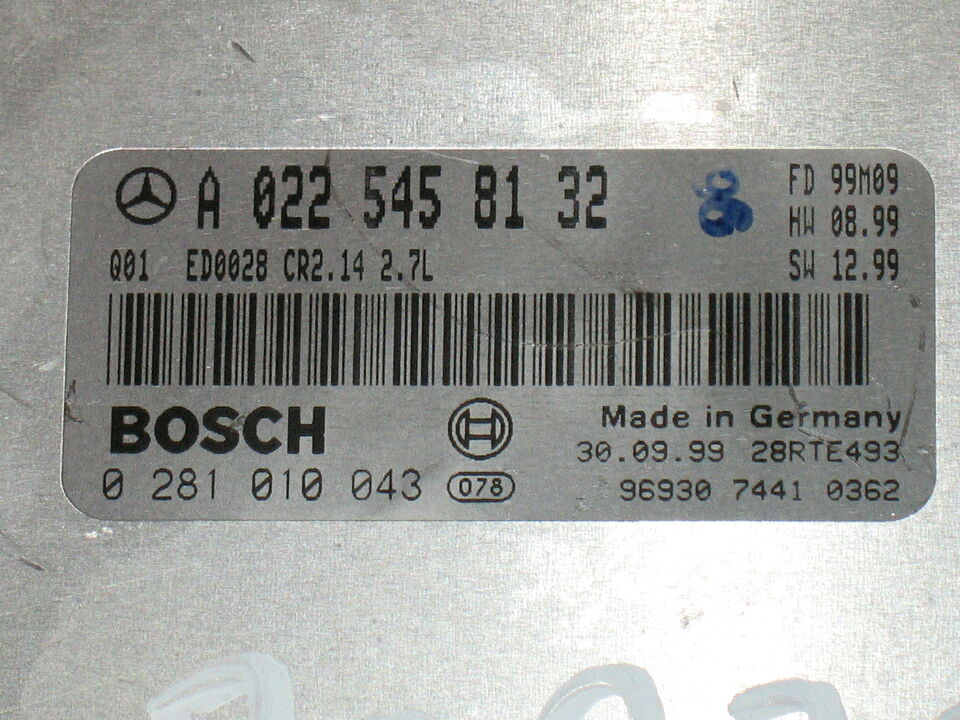 A 022 545 81 32
FD 99M09
HW 08.99
Q01 ED0028 CR2.14 2.7L
SW 12.99
BOSCH
Made in Germany
30.09.99 28RTE493
0 281 010 043 078
96930 7441 0362